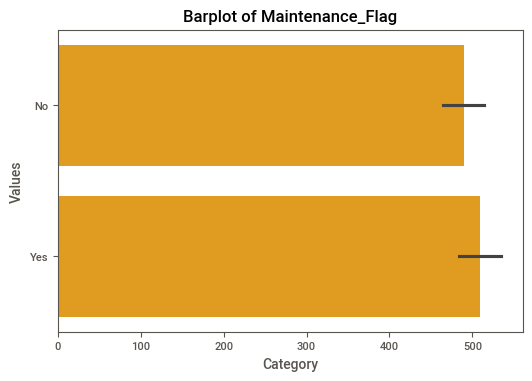 Barplot of Maintenance_Flag
Values
No
Yes
0 100 200 300 400 500
Category